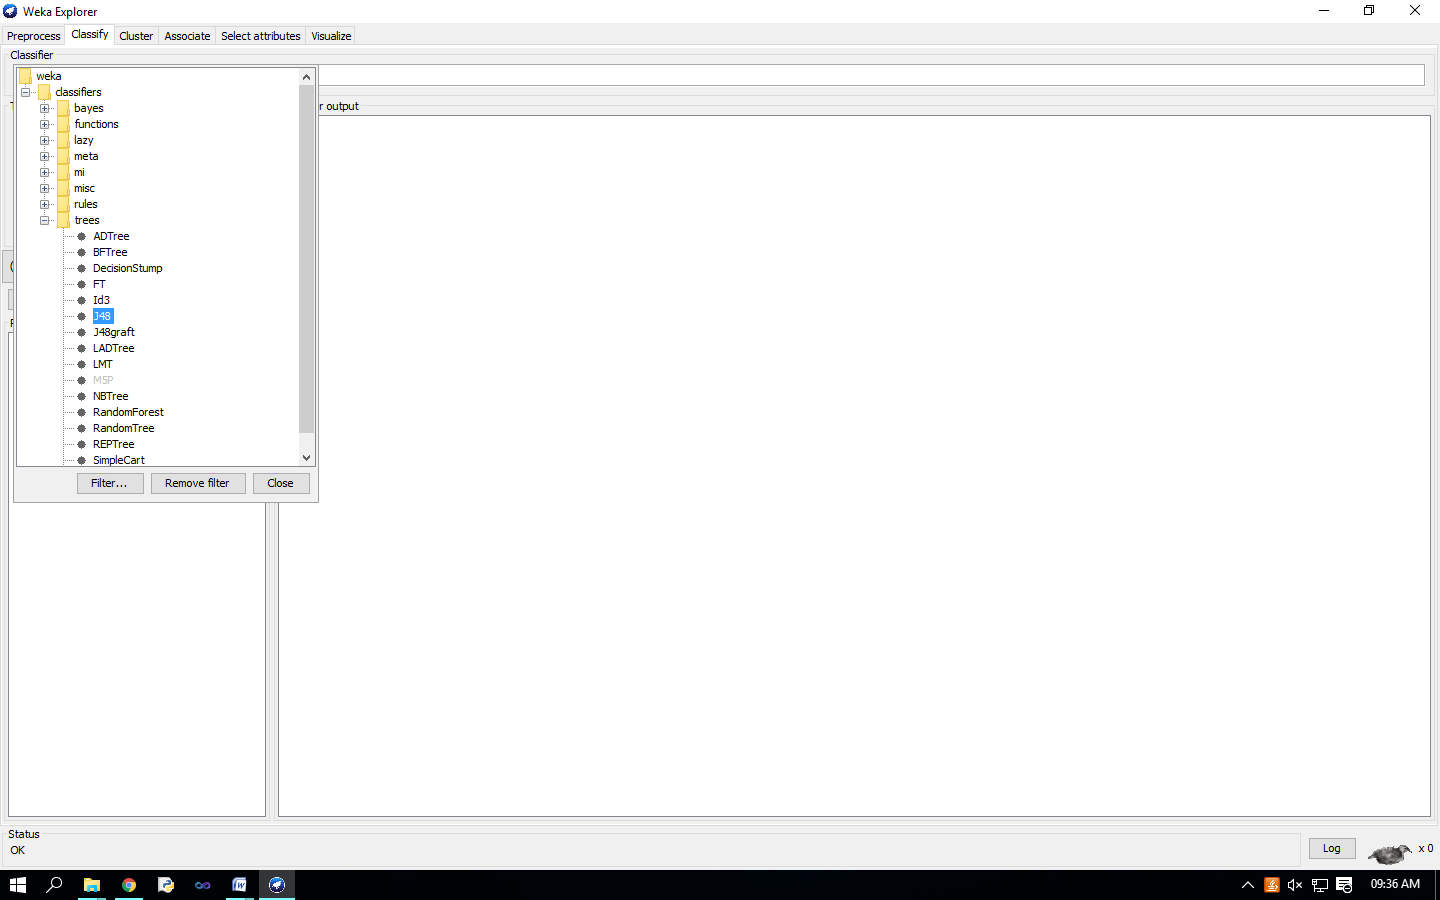 Weka Explorer
Preprocess Classify Cluster Associate Select attributes Visualize
Classifier
weka
classifiers
r output
bayes
functions
lazy
meta
mi
misc
rules
trees
ADTree
BFTree
DecisionStump
FT
Id3
J48
J48graft
LADTree
LMT
M5P
NBTree
RandomForest
RandomTree
REPTree
SimpleCart
Filter... Remove filter Close
Status
OK
Log
x 0
09:36 AM